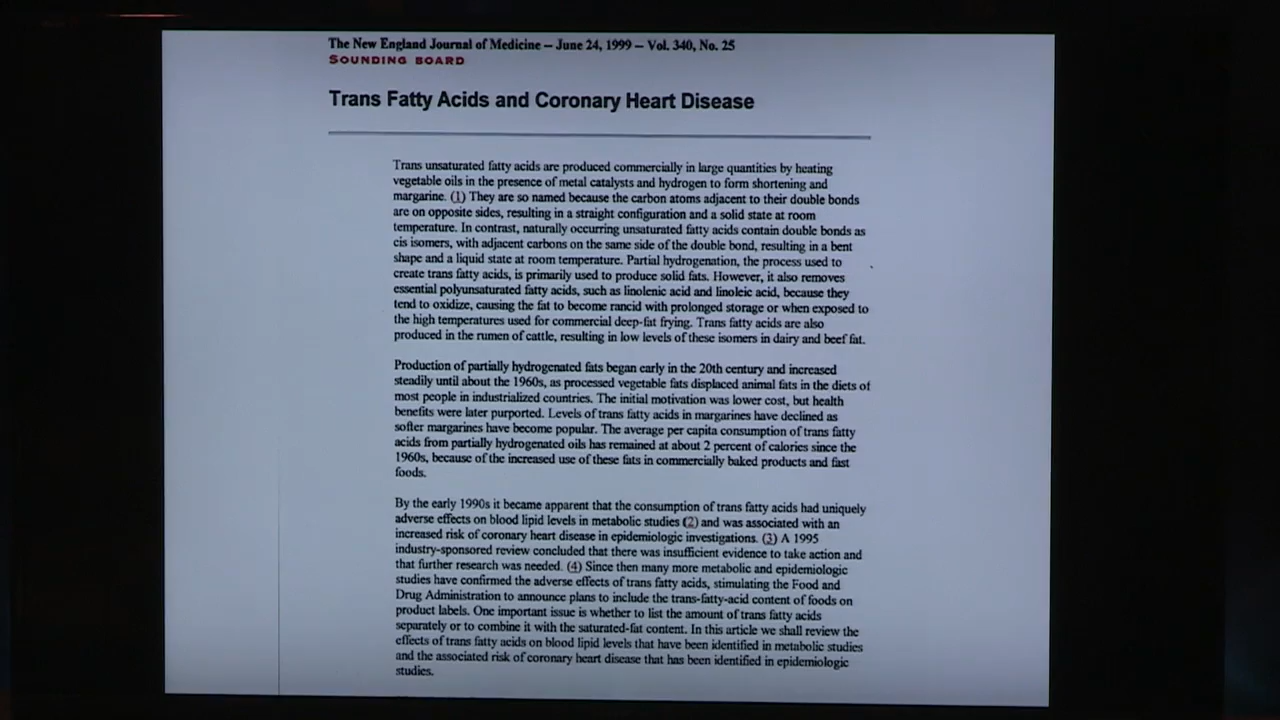 The New England Journal of Medicine – June 24, 1999 – Vol. 340, No. 25
SOUNDING BOARD
Trans Fatty Acids and Coronary Heart Disease
Trans unsaturated fatty acids are produced commercially in large quantities by heating
vegetable oils in the presence of metal catalysts and hydrogen to form shortening and
margarine. (1) They are so named because the carbon atoms adjacent to their double bonds
are on opposite sides, resulting in a straight configuration and a solid state at room
temperature. In contrast, naturally occurring unsaturated fatty acids contain double bonds as
cis isomers, with adjacent carbons on the same side of the double bond, resulting in a bent
shape and a liquid state at room temperature. Partial hydrogenation, the process used to
create trans fatty acids, is primarily used to produce solid fats. However, it also removes
essential polyunsaturated fatty acids, such as linolenic acid and linoleic acid, because they
tend to oxidize, causing the fat to become rancid with prolonged storage or when exposed to
the high temperatures used for commercial deep-fat frying. Trans fatty acids are also
produced in the rumen of cattle, resulting in low levels of these isomers in dairy and beef fat.
Production of partially hydrogenated fats began early in the 20th century and increased
steadily until about the 1960s, as processed vegetable fats displaced animal fats in the diets of
most people in industrialized countries. The initial motivation was lower cost, but health
benefits were later purported. Levels of trans fatty acids in margarines have declined as
softer margarines have become popular. The average per capita consumption of trans fatty
acids from partially hydrogenated oils has remained at about 2 percent of calories since the
1960s, because of the increased use of these fats in commercially baked products and fast
foods.
By the early 1990s it became apparent that the consumption of trans fatty acids had uniquely
adverse effects on blood lipid levels in metabolic studies (2) and was associated with an
increased risk of coronary heart disease in epidemiologic investigations. (3) A 1995
industry-sponsored review concluded that there was insufficient evidence to take action and
that further research was needed. (4) Since then many more metabolic and epidemiologic
studies have confirmed the adverse effects of trans fatty acids, stimulating the Food and
Drug Administration to announce plans to include the trans-fatty-acid content of foods on
product labels. One important issue is whether to list the amount of trans fatty acids
separately or to combine it with the saturated-fat content. In this article we shall review the
effects of trans fatty acids on blood lipid levels that have been identified in metabolic studies
and the associated risk of coronary heart disease that has been identified in epidemiologic
studies.